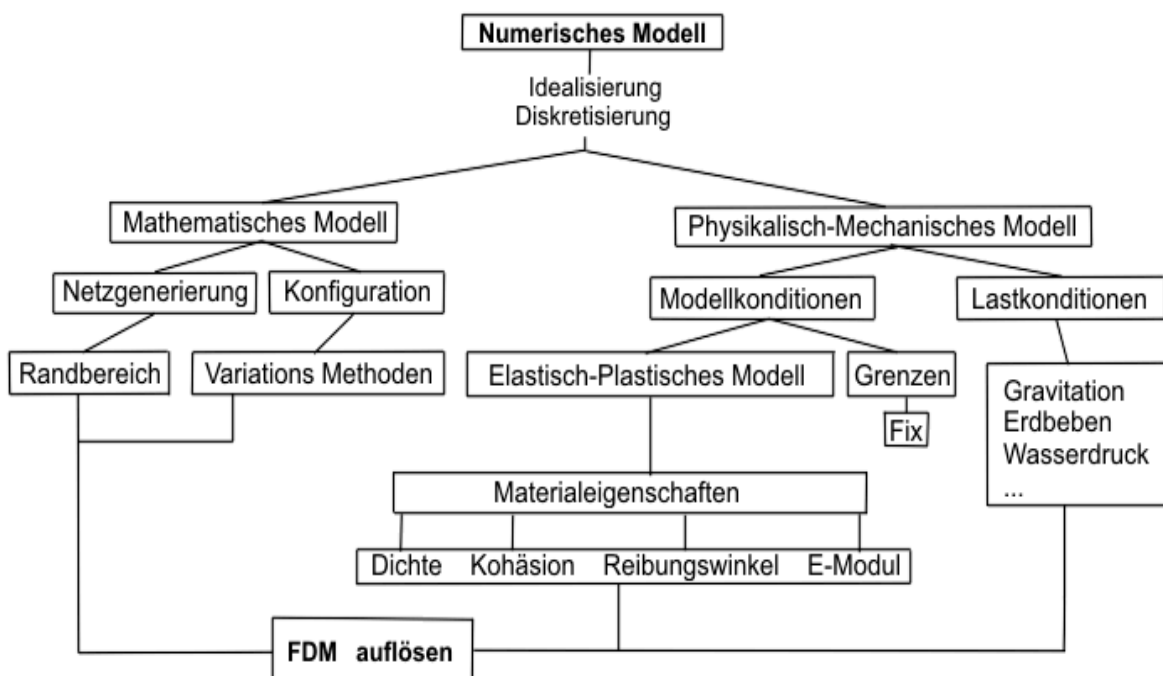 Numerisches Modell
Idealisierung
Diskretisierung
Mathematisches Modell
Physikalisch-Mechanisches Modell
Netzgenerierung
Konfiguration
Modellkonditionen
Lastkonditionen
Randbereich
Variations Methoden
Elastisch-Plastisches Modell
Grenzen
Fix
Gravitation
Erdbeben
Wasserdruck
...
Materialeigenschaften
Dichte Kohäsion Reibungswinkel E-Modul
FDM auflösen